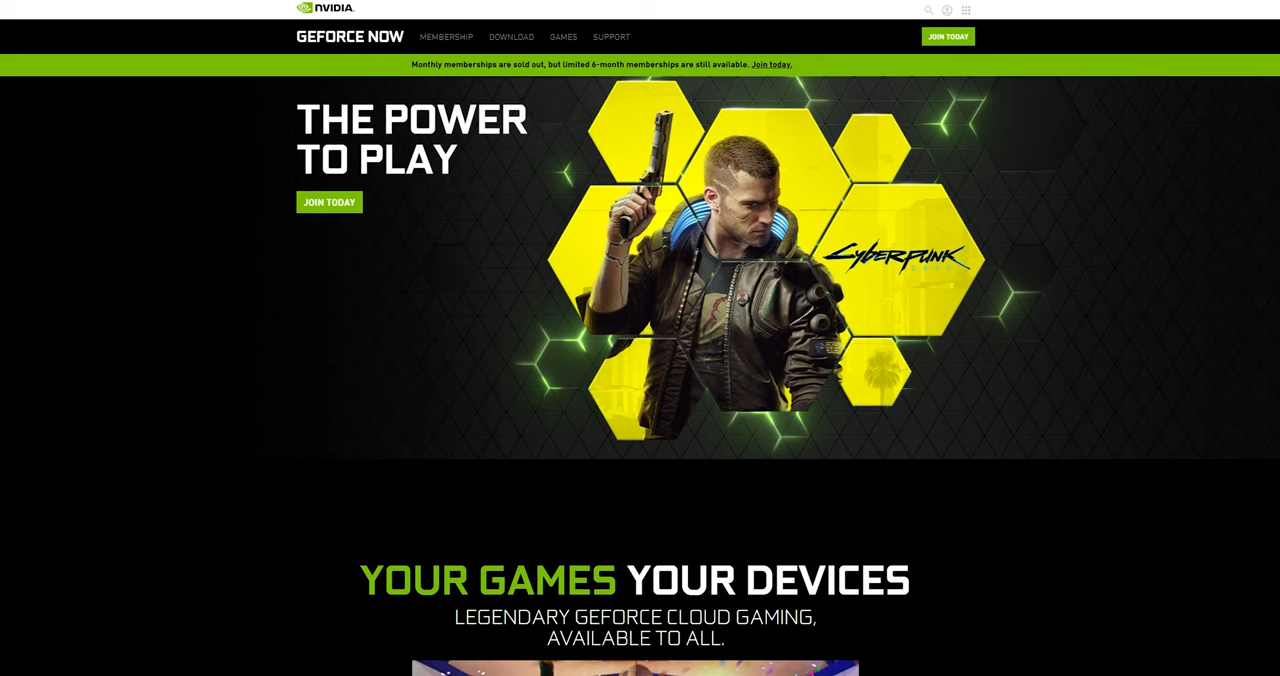 NVIDIA.
GEFORCE NOW MEMBERSHIP DOWNLOAD GAMES SUPPORT JOIN TODAY
Monthly memberships are sold out, but limited 6-month memberships are still available. Join today.
THE POWER
TO PLAY
JOIN TODAY
CYBERPUNK
YOUR GAMES YOUR DEVICES
LEGENDARY GEFORCE CLOUD GAMING,
AVAILABLE TO ALL.